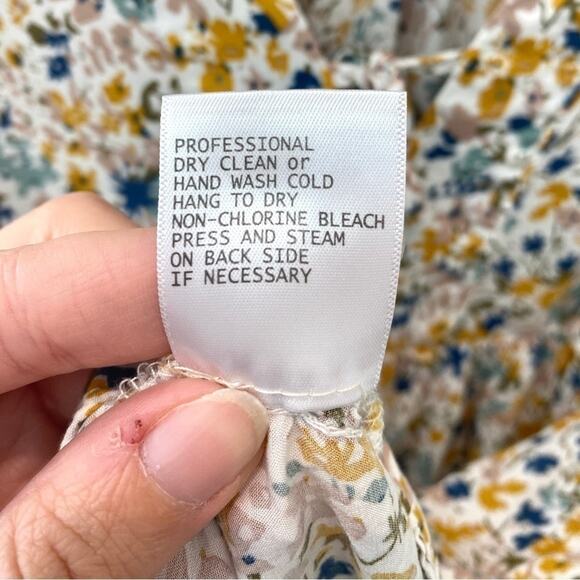 PROFESSIONAL
DRY CLEAN or
HAND WASH COLD
HANG TO DRY
NON-CHLORINE BLEACH
PRESS AND STEAM
ON BACK SIDE
IF NECESSARY